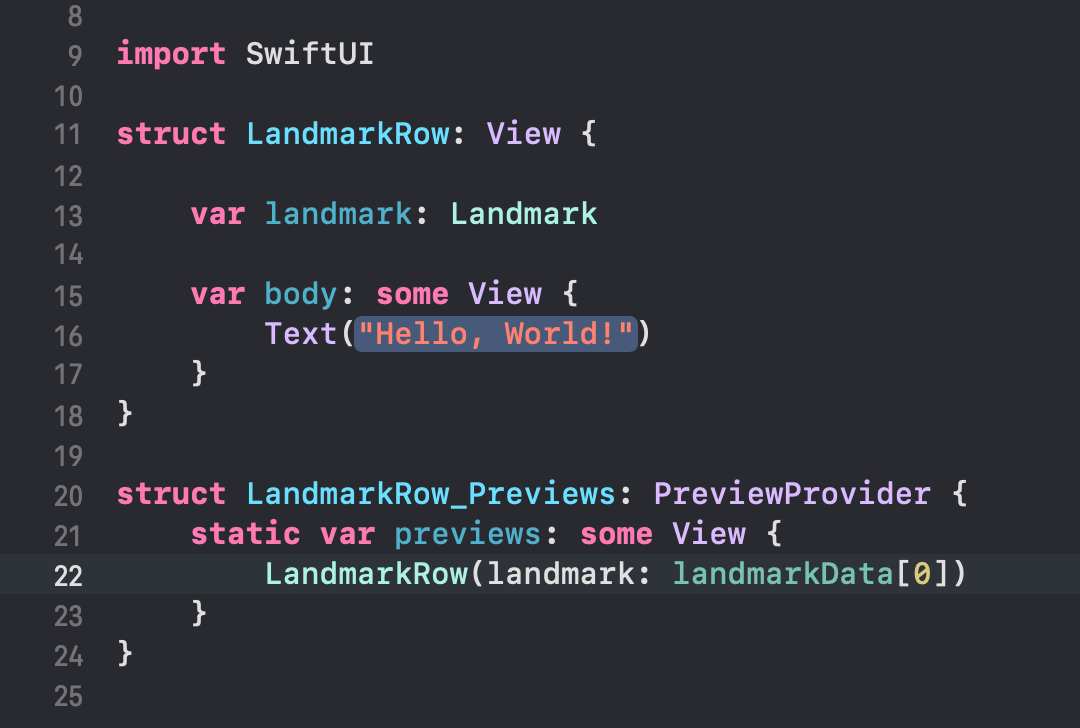 8
9 import SwiftUI
10
11 struct LandmarkRow: View {
12
13     var landmark: Landmark
14
15     var body: some View {
16         Text("Hello, World!")
17     }
18 }
19
20 struct LandmarkRow_Previews: PreviewProvider {
21     static var previews: some View {
22         LandmarkRow(landmark: landmarkData[0])
23     }
24 }
25